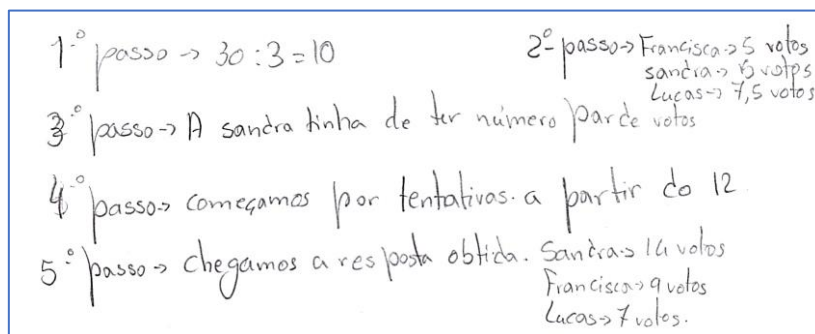 1.º passo → 30 : 3 = 10
2º passo → Francisca → 5 votos
sandra → votos
Lucas → 7,5 votos
3.º passo → A sandra tinha de ter número par de votos
4.º passo → começamos por tentativas. a partir do 12
5.º passo → chegamos a resposta obtida. Sandra → 14 votos
Francisca → 9 votos
Lucas → 7 votos.